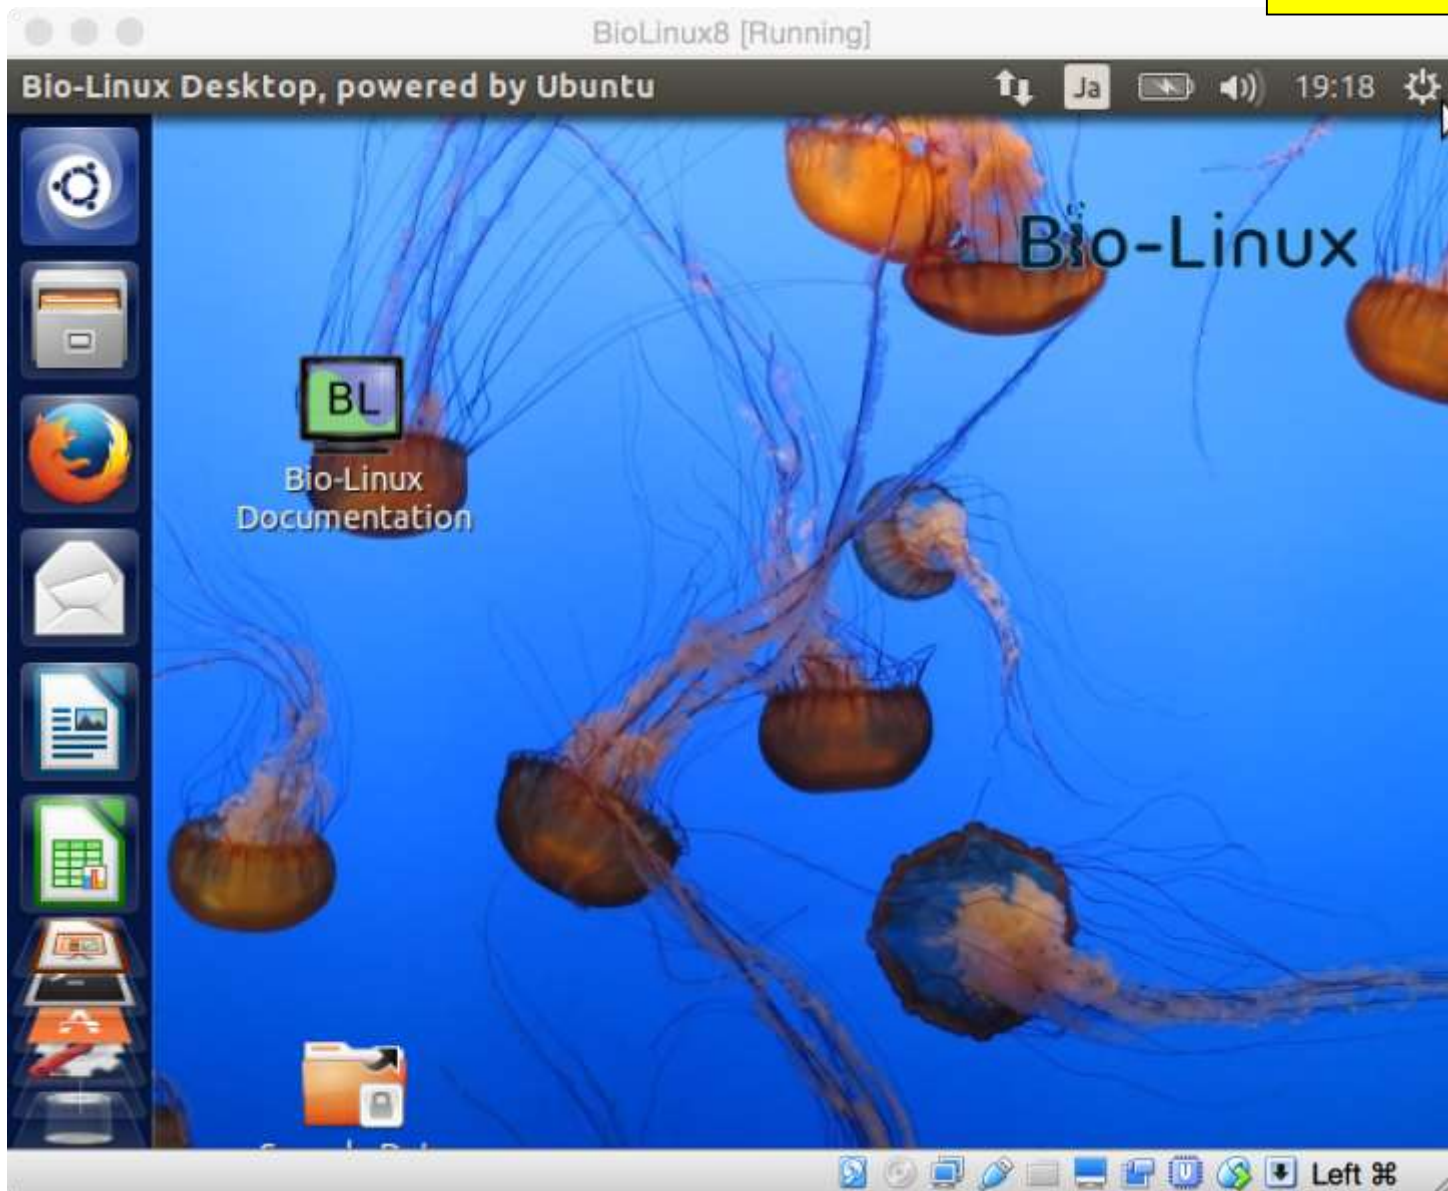 BioLinux8 [Running]
Bio-Linux Desktop, powered by Ubuntu
Ja
19:18
Bio-Linux
BL
Bio-Linux
Documentation
Left ⌘